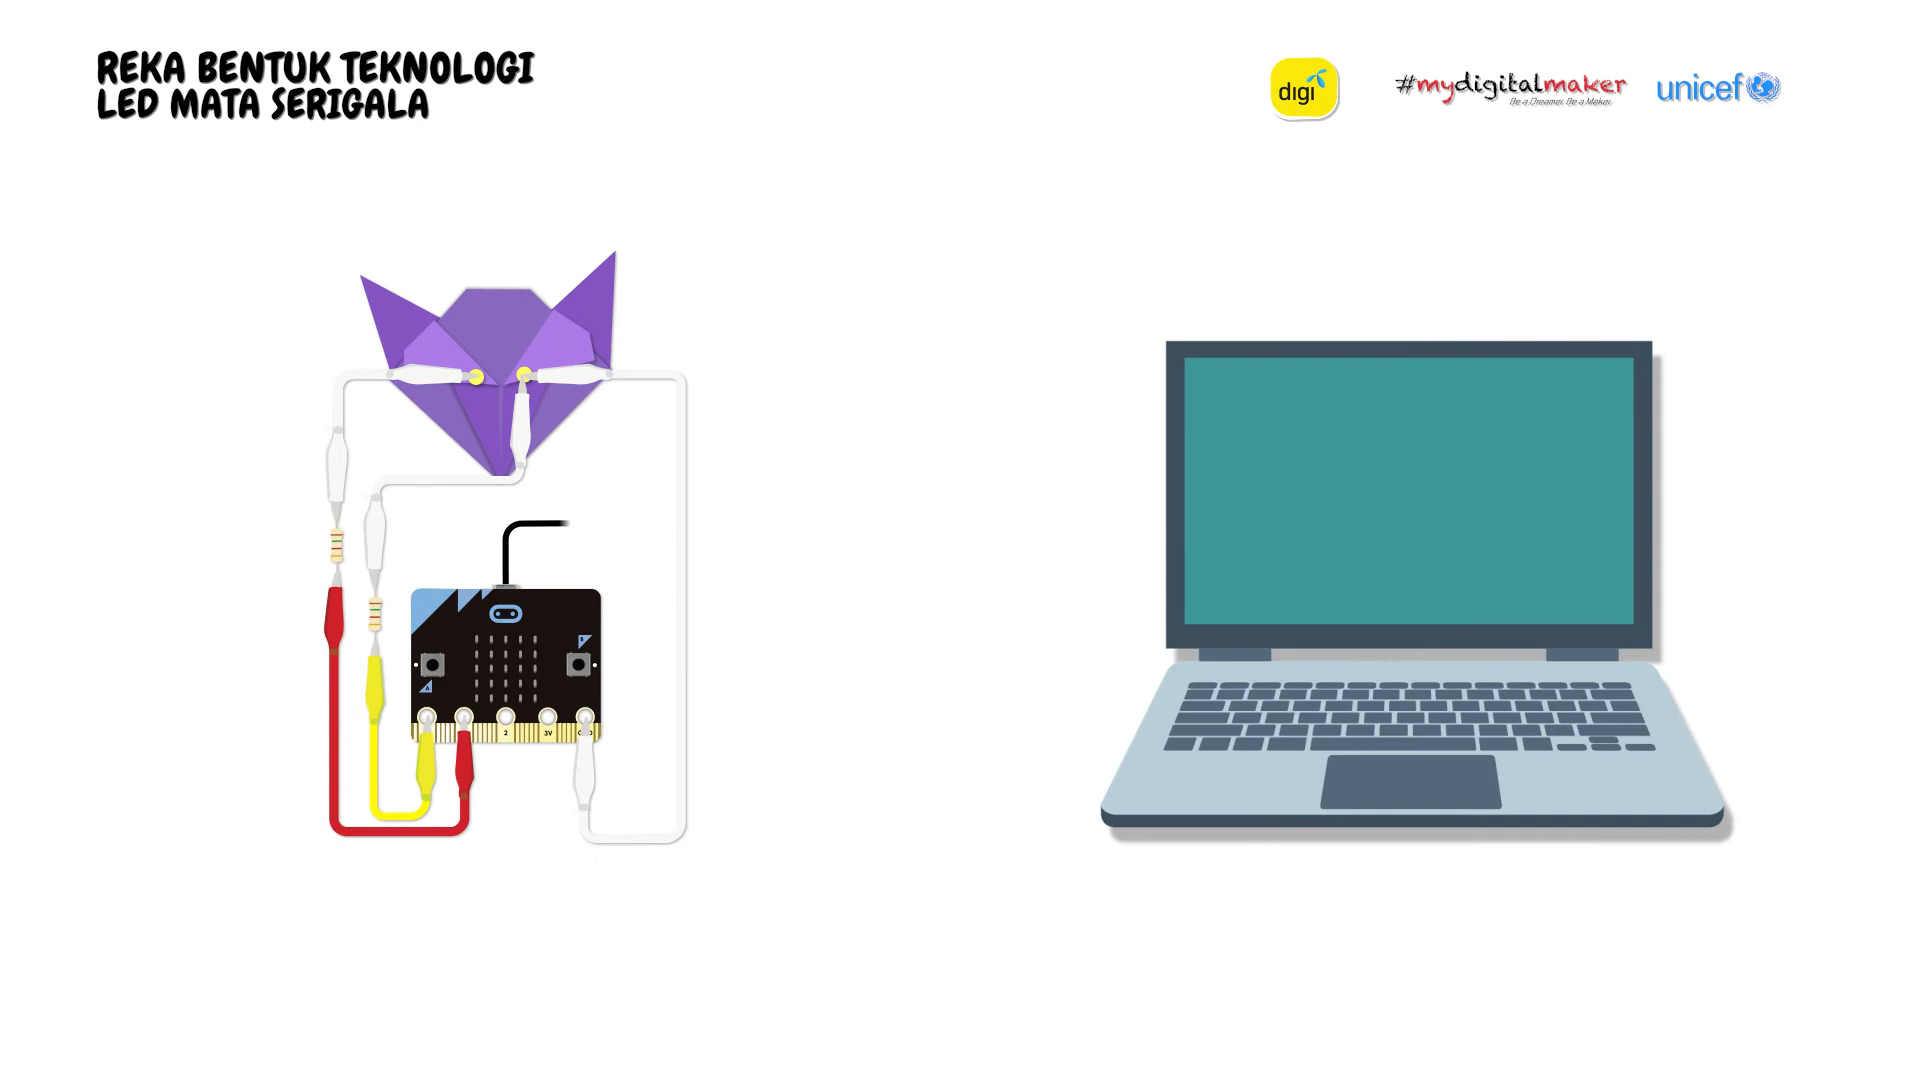 REKA BENTUK TEKNOLOGI
LED MATA SERIGALA
digi
#mydigitalmaker
Be a Dreamer. Be a Maker.
unicef
B
A
2
3V